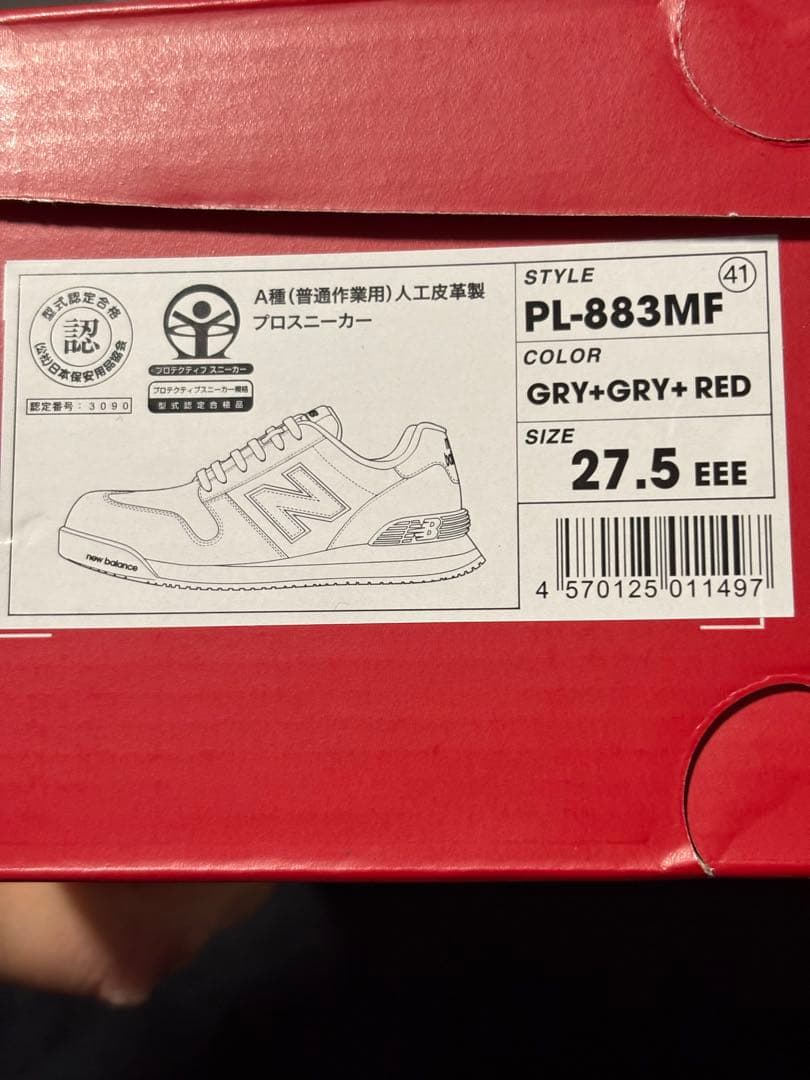 型式認定合格
認
(公社)日本保安用品協会
認定番号：3090
プロテクティブ スニーカー
プロテクティブスニーカー規格
型式認定合格品
A種(普通作業用)人工皮革製
プロスニーカー
N
NB
new balance
STYLE
41
PL-883MF
COLOR
GRY+GRY+ RED
SIZE
27.5 EEE
4 570125 011497